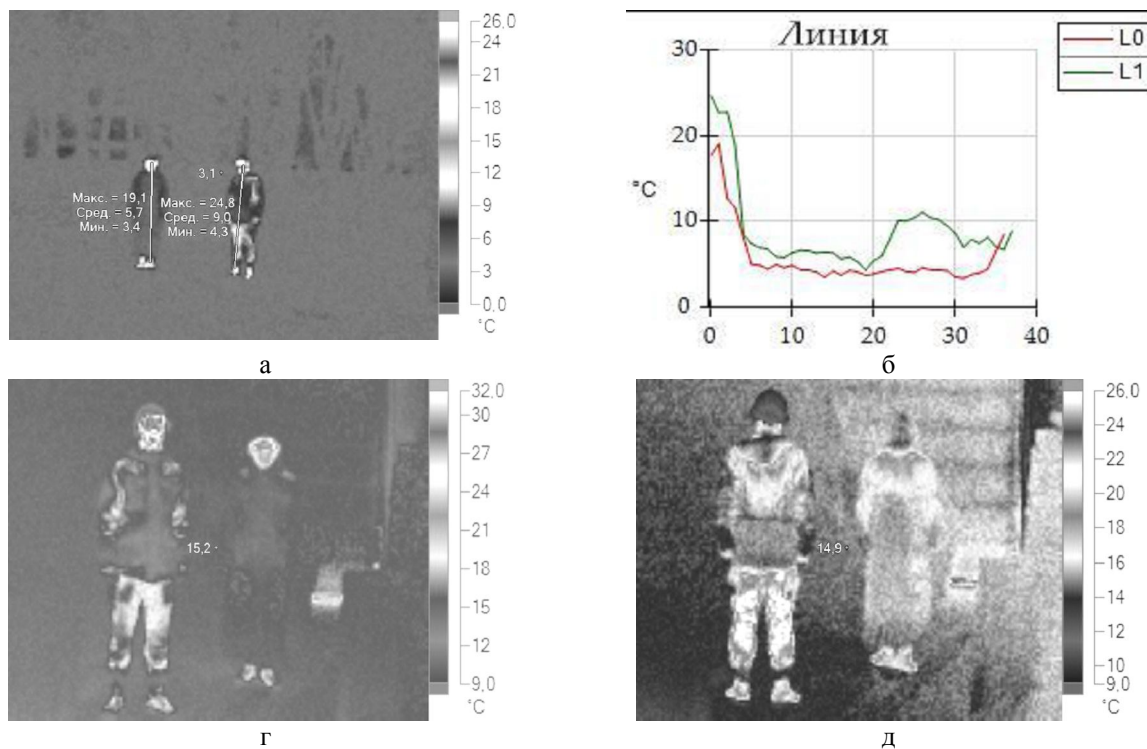 26,0
24
21
18
15
12
9
6
3
0,0
°C
3,1
Макс. = 19,1
Сред. = 5,7
Мин. = 3,4
Макс. = 24,8
Сред. = 9,0
Мин. = 4,3
а
Линия
L0
L1
30
20
°C
10
0
0 10 20 30 40
б
32,0
30
27
24
21
18
15
12
9,0
°C
15,2
г
26,0
24
22
20
18
16
14
12
10
9,0
°C
14,9
д